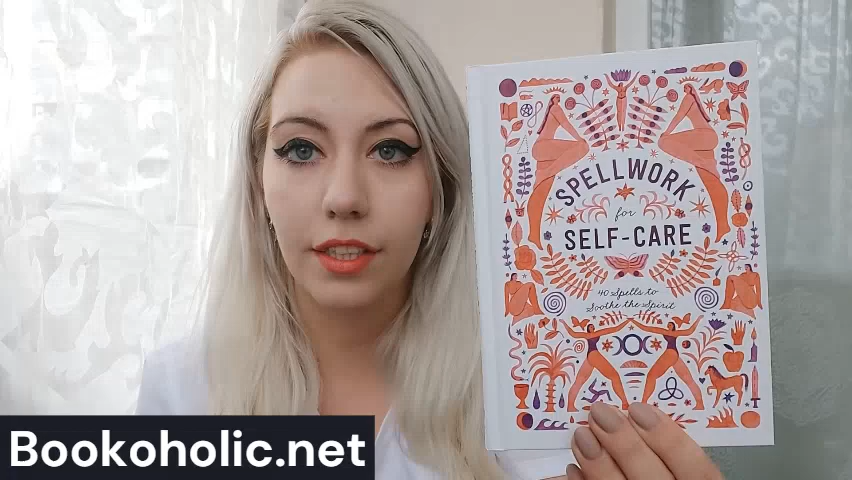 SPELLWORK
for
SELF-CARE
40 Spells to
Soothe the Spirit
Bookoholic.net